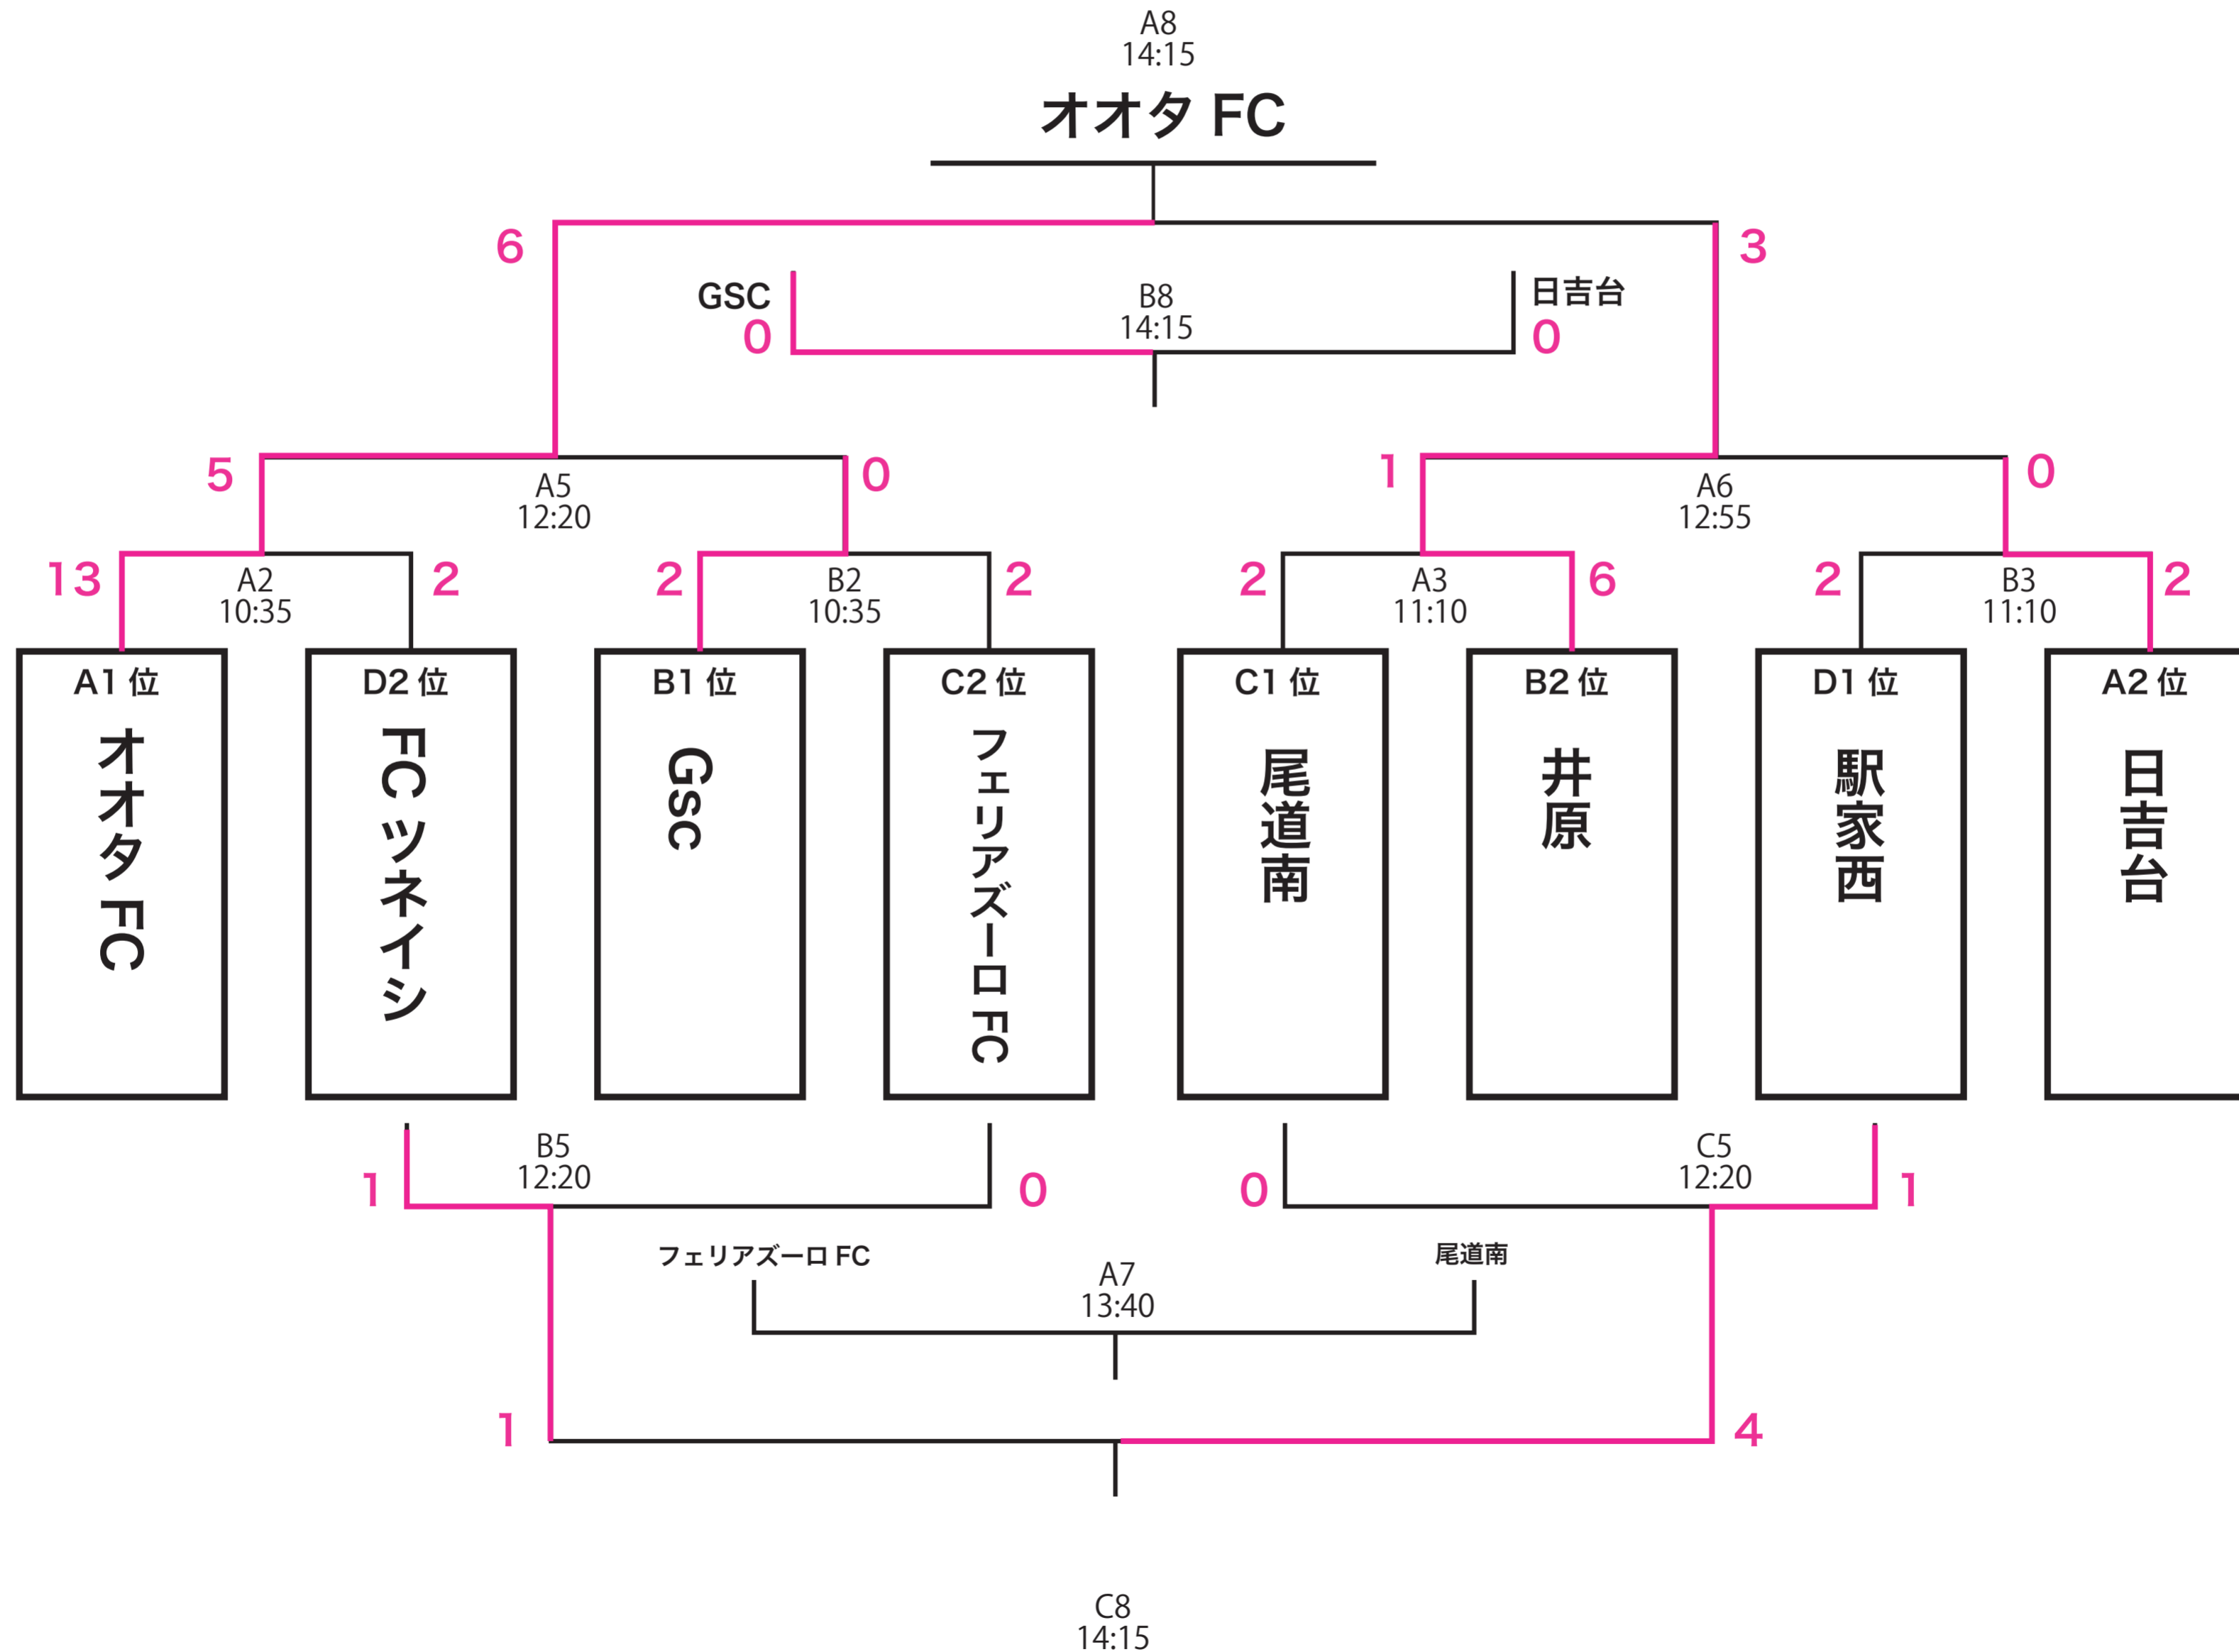 A8
14:15
オオタ FC
6
3
GSC
B8
日吉台
0
14:15
0
5
0
1
0
A5
12:20
A6
12:55
13
2
2
2
2
6
2
2
A2
10:35
B2
10:35
A3
11:10
B3
11:10
A1 位
オオタ FC
D2 位
FC ツネイシ
B1 位
GSC
C2 位
フェリアズーロ FC
C1 位
尾道南
B2 位
井原
D1 位
駅家西
A2 位
日吉台
B5
12:20
C5
12:20
1
0
0
1
フェリアズーロ FC
尾道南
A7
13:40
1
4
C8
14:15